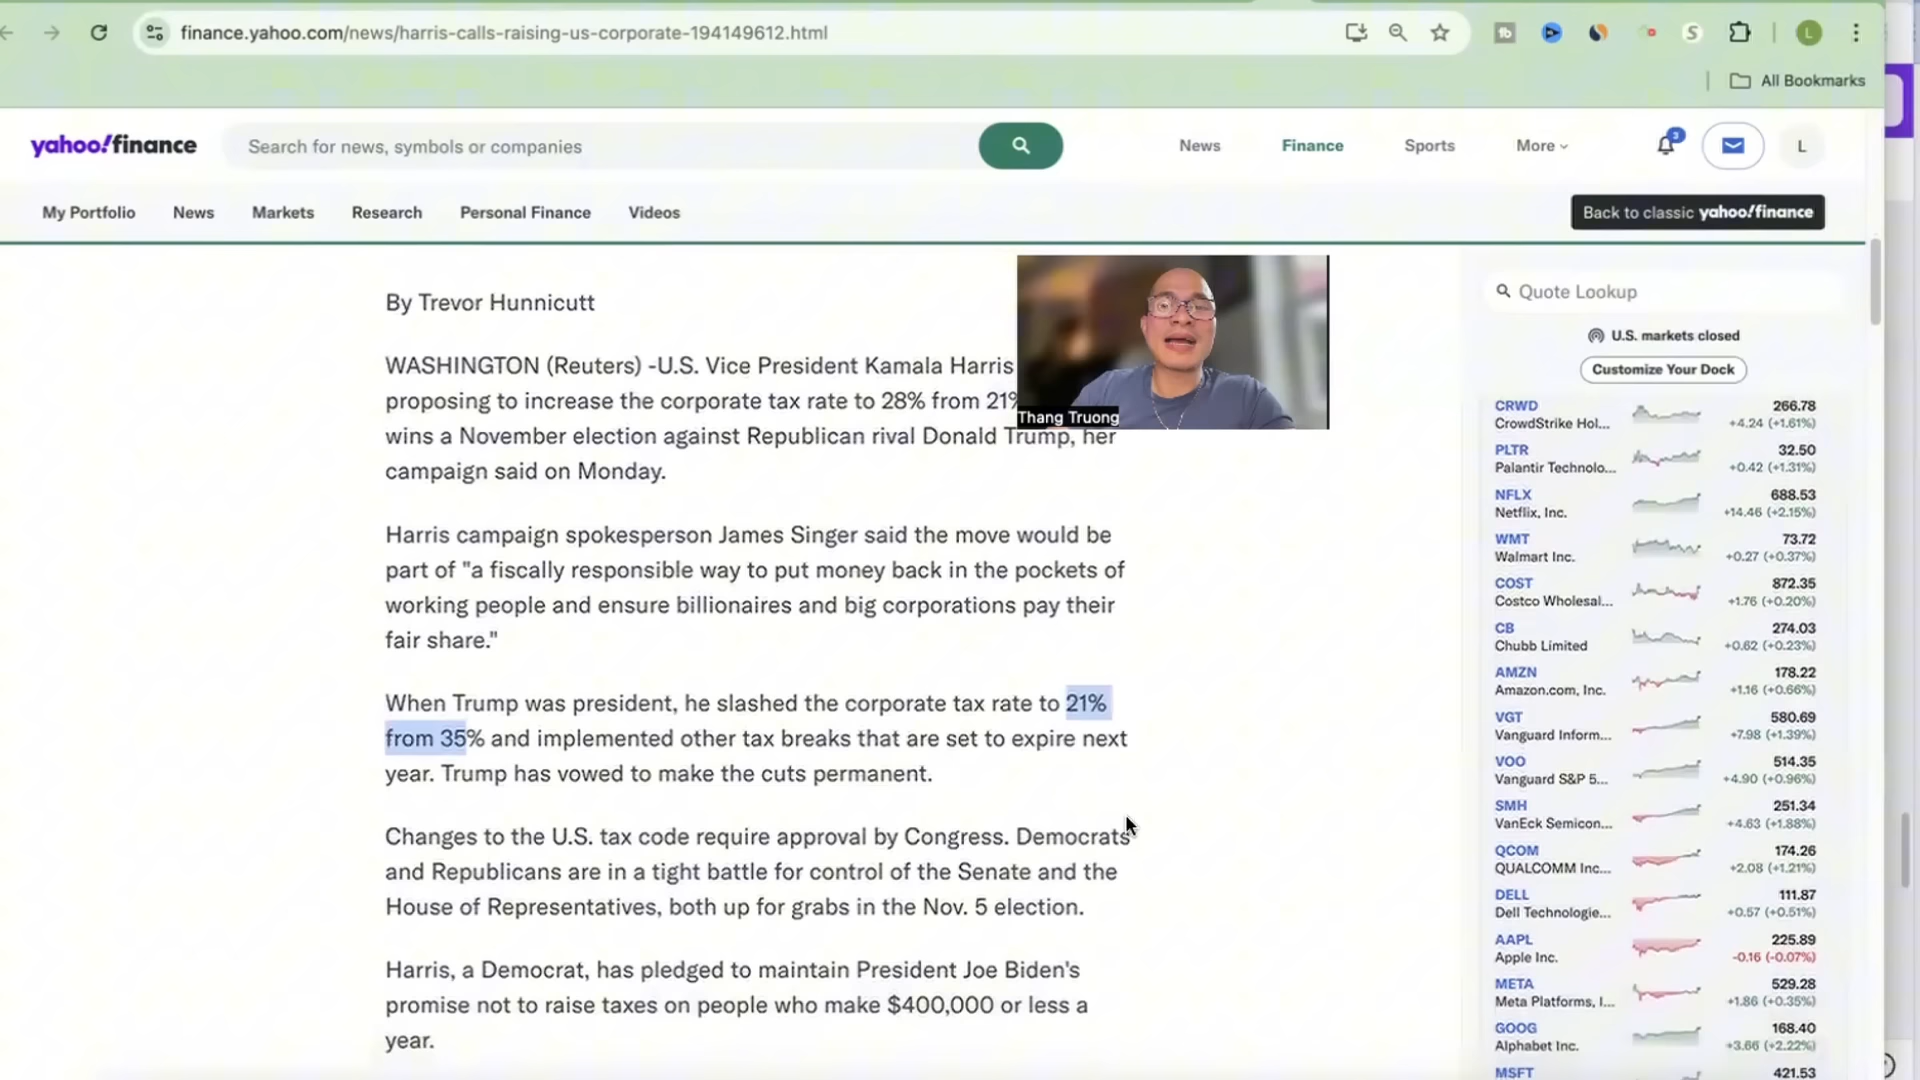 finance.yahoo.com/news/harris-calls-raising-us-corporate-194149612.html
tb
S
L
All Bookmarks
yahoo!finance
Search for news, symbols or companies
News
Finance
Sports
More
3
L
My Portfolio
News
Markets
Research
Personal Finance
Videos
Back to classic yahoo!finance
By Trevor Hunnicutt
WASHINGTON (Reuters) -U.S. Vice President Kamala Harris
proposing to increase the corporate tax rate to 28% from 21%
wins a November election against Republican rival Donald Trump, her
campaign said on Monday.
Harris campaign spokesperson James Singer said the move would be
part of "a fiscally responsible way to put money back in the pockets of
working people and ensure billionaires and big corporations pay their
fair share."
When Trump was president, he slashed the corporate tax rate to 21%
from 35% and implemented other tax breaks that are set to expire next
year. Trump has vowed to make the cuts permanent.
Changes to the U.S. tax code require approval by Congress. Democrats
and Republicans are in a tight battle for control of the Senate and the
House of Representatives, both up for grabs in the Nov. 5 election.
Harris, a Democrat, has pledged to maintain President Joe Biden's
promise not to raise taxes on people who make $400,000 or less a
year.
Thang Truong
Quote Lookup
U.S. markets closed
Customize Your Dock
CRWD 266.78
CrowdStrike Hol... +4.24 (+1.61%)
PLTR 32.50
Palantir Technolo... +0.42 (+1.31%)
NFLX 688.53
Netflix, Inc. +14.46 (+2.15%)
WMT 73.72
Walmart Inc. +0.27 (+0.37%)
COST 872.35
Costco Wholesal... +1.76 (+0.20%)
CB 274.03
Chubb Limited +0.62 (+0.23%)
AMZN 178.22
Amazon.com, Inc. +1.16 (+0.66%)
VGT 580.69
Vanguard Inform... +7.98 (+1.39%)
VOO 514.35
Vanguard S&P 5... +4.90 (+0.96%)
SMH 251.34
VanEck Semicon... +4.63 (+1.88%)
QCOM 174.26
QUALCOMM Inc... +2.08 (+1.21%)
DELL 111.87
Dell Technologie... +0.57 (+0.51%)
AAPL 225.89
Apple Inc. -0.16 (-0.07%)
META 529.28
Meta Platforms, I... +1.86 (+0.35%)
GOOG 168.40
Alphabet Inc. +3.66 (+2.22%)
MSFT 421.53